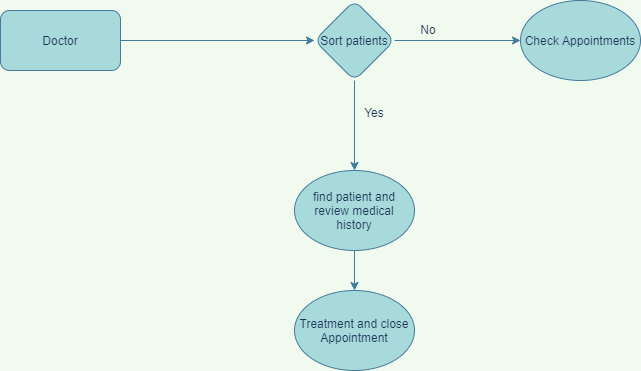 Doctor
Sort patients
No
Check Appointments
Yes
find patient and
review medical
history
Treatment and close
Appointment